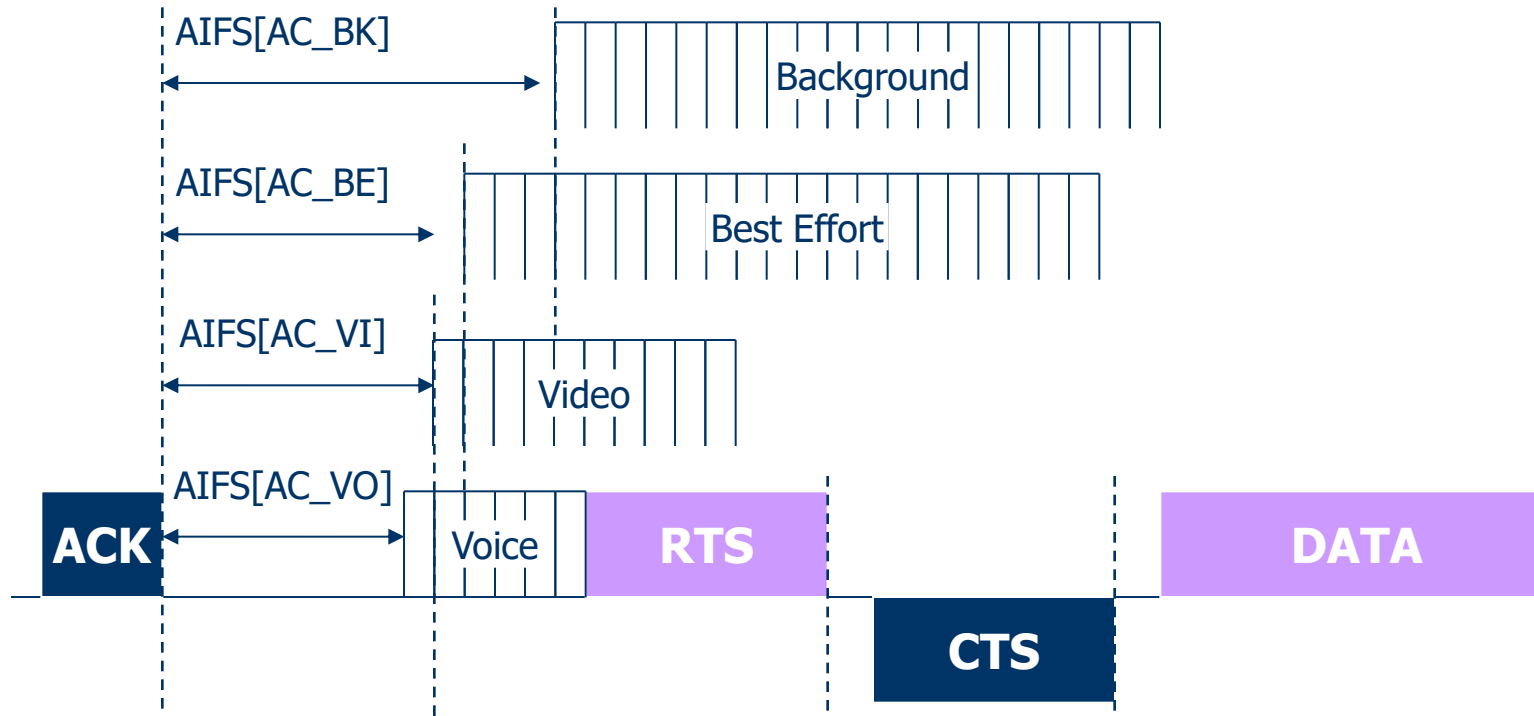 AIFS[AC_BK]
Background
AIFS[AC_BE]
Best Effort
AIFS[AC_VI]
Video
AIFS[AC_VO]
ACK
Voice
RTS
DATA
CTS